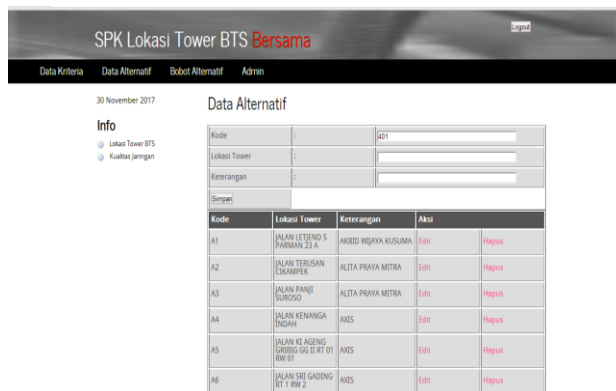 Logout
SPK Lokasi Tower BTS Bersama
Data Kriteria Data Alternatif Bobot Alternatif Admin
30 November 2017
Info
Lokasi Tower BTS
Kualitas Jaringan
Data Alternatif
Kode : 401
Lokasi Tower :
Keterangan :
Simpan
Kode Lokasi Tower Keterangan Aksi
A1 JALAN LETJEND S PARMAN 23 A AKBID WIJAYA KUSUMA Edit Hapus
A2 JALAN TERUSAN CIKAMPEK ALITA PRAYA MITRA Edit Hapus
A3 JALAN PANJI SUROSO ALITA PRAYA MITRA Edit Hapus
A4 JALAN KENANGA INDAH AXIS Edit Hapus
A5 JALAN KI AGENG GRIBIG GG II RT 01 RW 01 AXIS Edit Hapus
A6 JALAN SRI GADING RT 1 RW 2 AXIS Edit Hapus